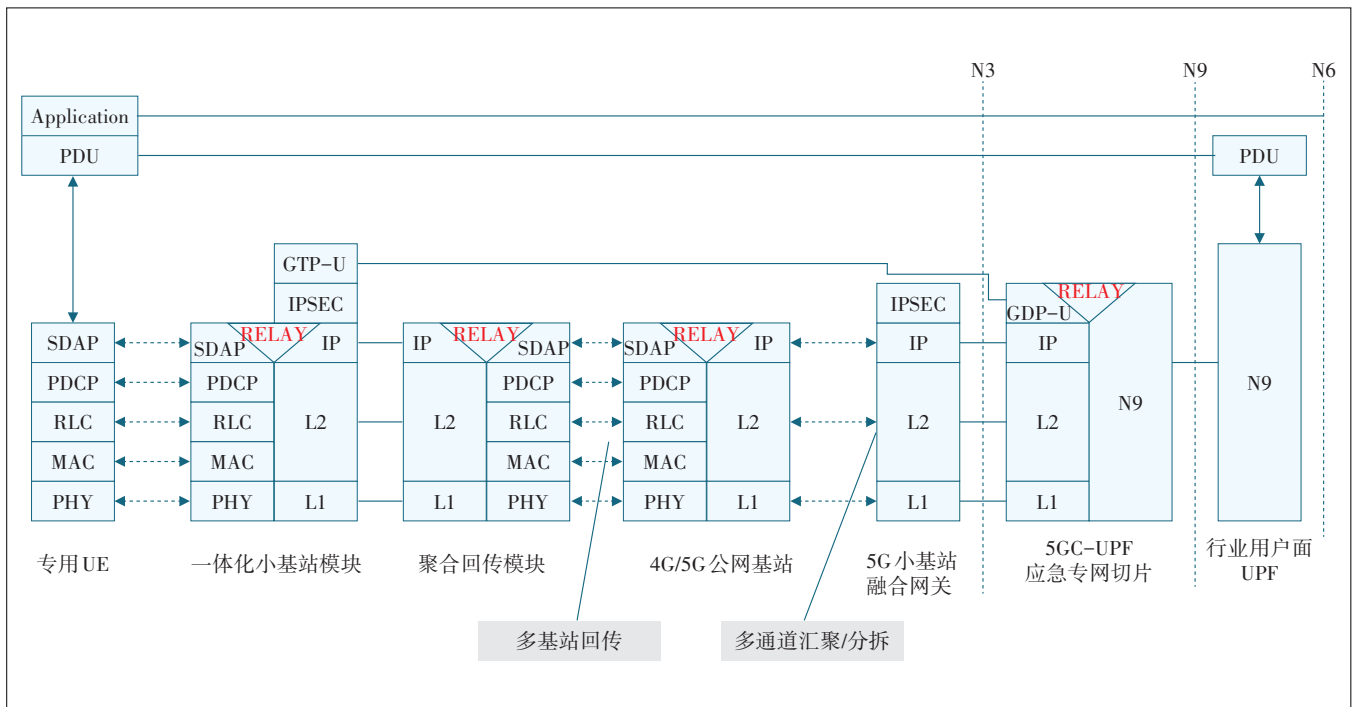 N3
N9
N6
Application
PDU
PDU
GTP-U
IPSEC
IPSEC
RELAY
GDP-U
SDAP
SDAP
RELAY
IP
IP
RELAY
SDAP
SDAP
RELAY
IP
IP
IP
PDCP
PDCP
PDCP
PDCP
N9
N9
RLC
RLC
L2
L2
RLC
RLC
L2
L2
L2
MAC
MAC
MAC
MAC
PHY
PHY
L1
L1
PHY
PHY
L1
L1
L1
专用UE
一体化小基站模块
聚合回传模块
4G/5G公网基站
5G小基站
融合网关
5GC-UPF
应急专网切片
行业用户面
UPF
多基站回传
多通道汇聚/分拆